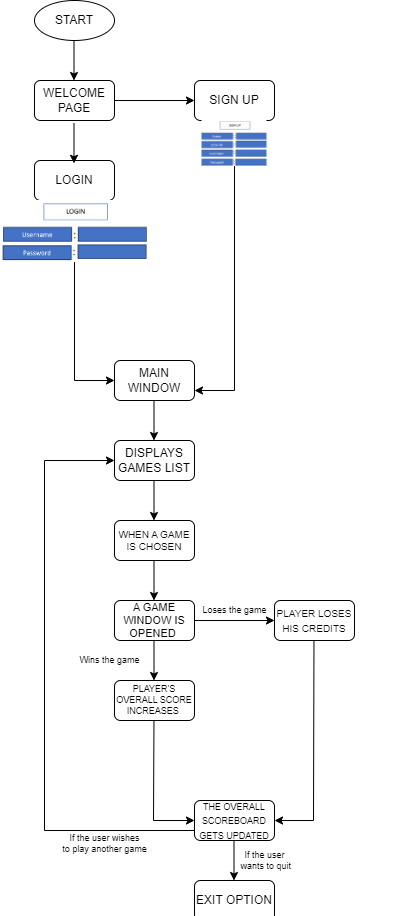 START
WELCOME
PAGE
SIGN UP
SIGN UP
LOGIN
LOGIN
Username :
Password :
MAIN
WINDOW
DISPLAYS
GAMES LIST
WHEN A GAME
IS CHOSEN
A GAME
WINDOW IS
OPENED
Loses the game
PLAYER LOSES
HIS CREDITS
Wins the game
PLAYER'S
OVERALL SCORE
INCREASES
THE OVERALL
SCOREBOARD
GETS UPDATED
If the user wishes
to play another game
If the user
wants to quit
EXIT OPTION